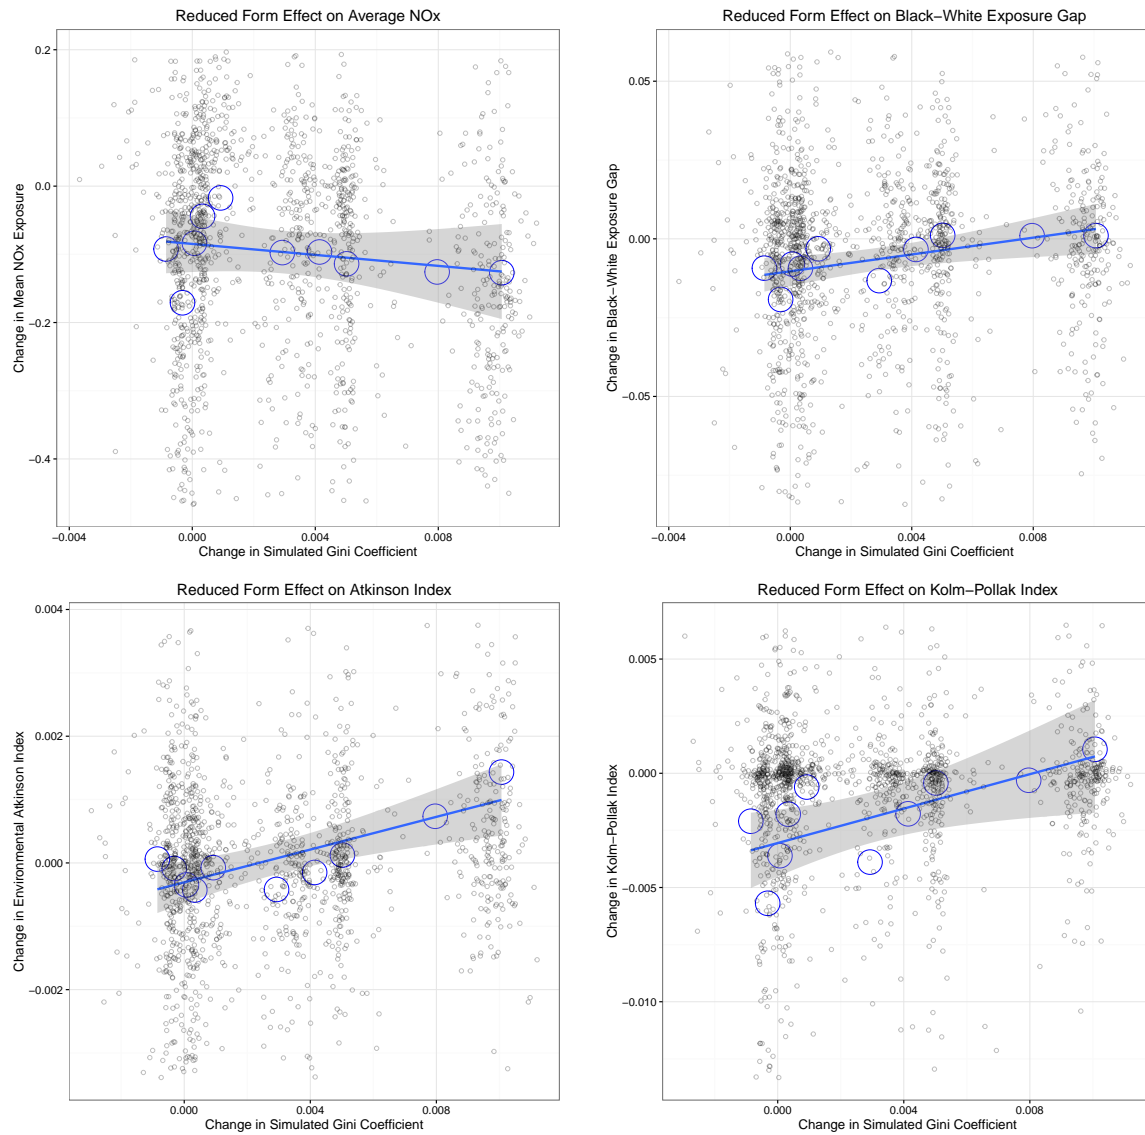 Reduced Form Effect on Average NOx
0.2
0.0
−0.2
−0.4
Change in Mean NOx Exposure
−0.004 0.000 0.004 0.008
Change in Simulated Gini Coefficient
Reduced Form Effect on Black−White Exposure Gap
0.05
0.00
−0.05
Change in Black−White Exposure Gap
−0.004 0.000 0.004 0.008
Change in Simulated Gini Coefficient
Reduced Form Effect on Atkinson Index
0.004
0.002
0.000
−0.002
Change in Environmental Atkinson Index
0.000 0.004 0.008
Change in Simulated Gini Coefficient
Reduced Form Effect on Kolm−Pollak Index
0.005
0.000
−0.005
−0.010
Change in Kolm−Pollak Index
0.000 0.004 0.008
Change in Simulated Gini Coefficient